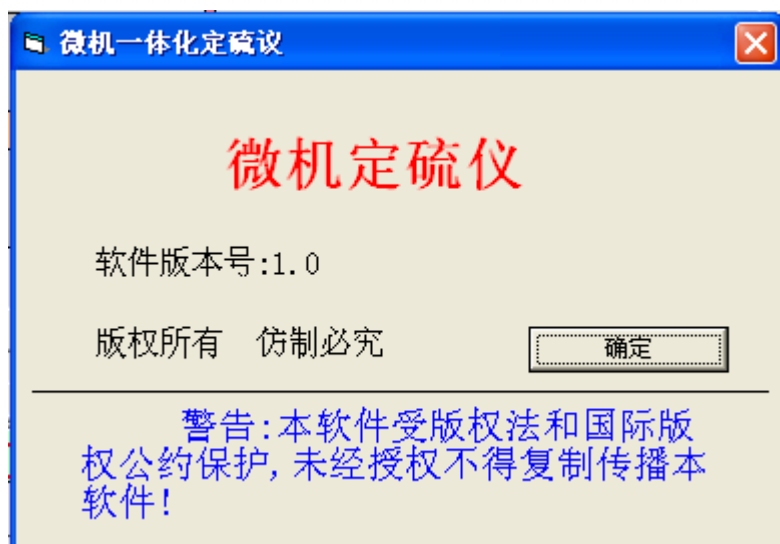 微机一体化定硫议
微机定硫仪
软件版本号:1.0
版权所有　仿制必究
确定
警告:本软件受版权法和国际版
权公约保护,未经授权不得复制传播本
软件!